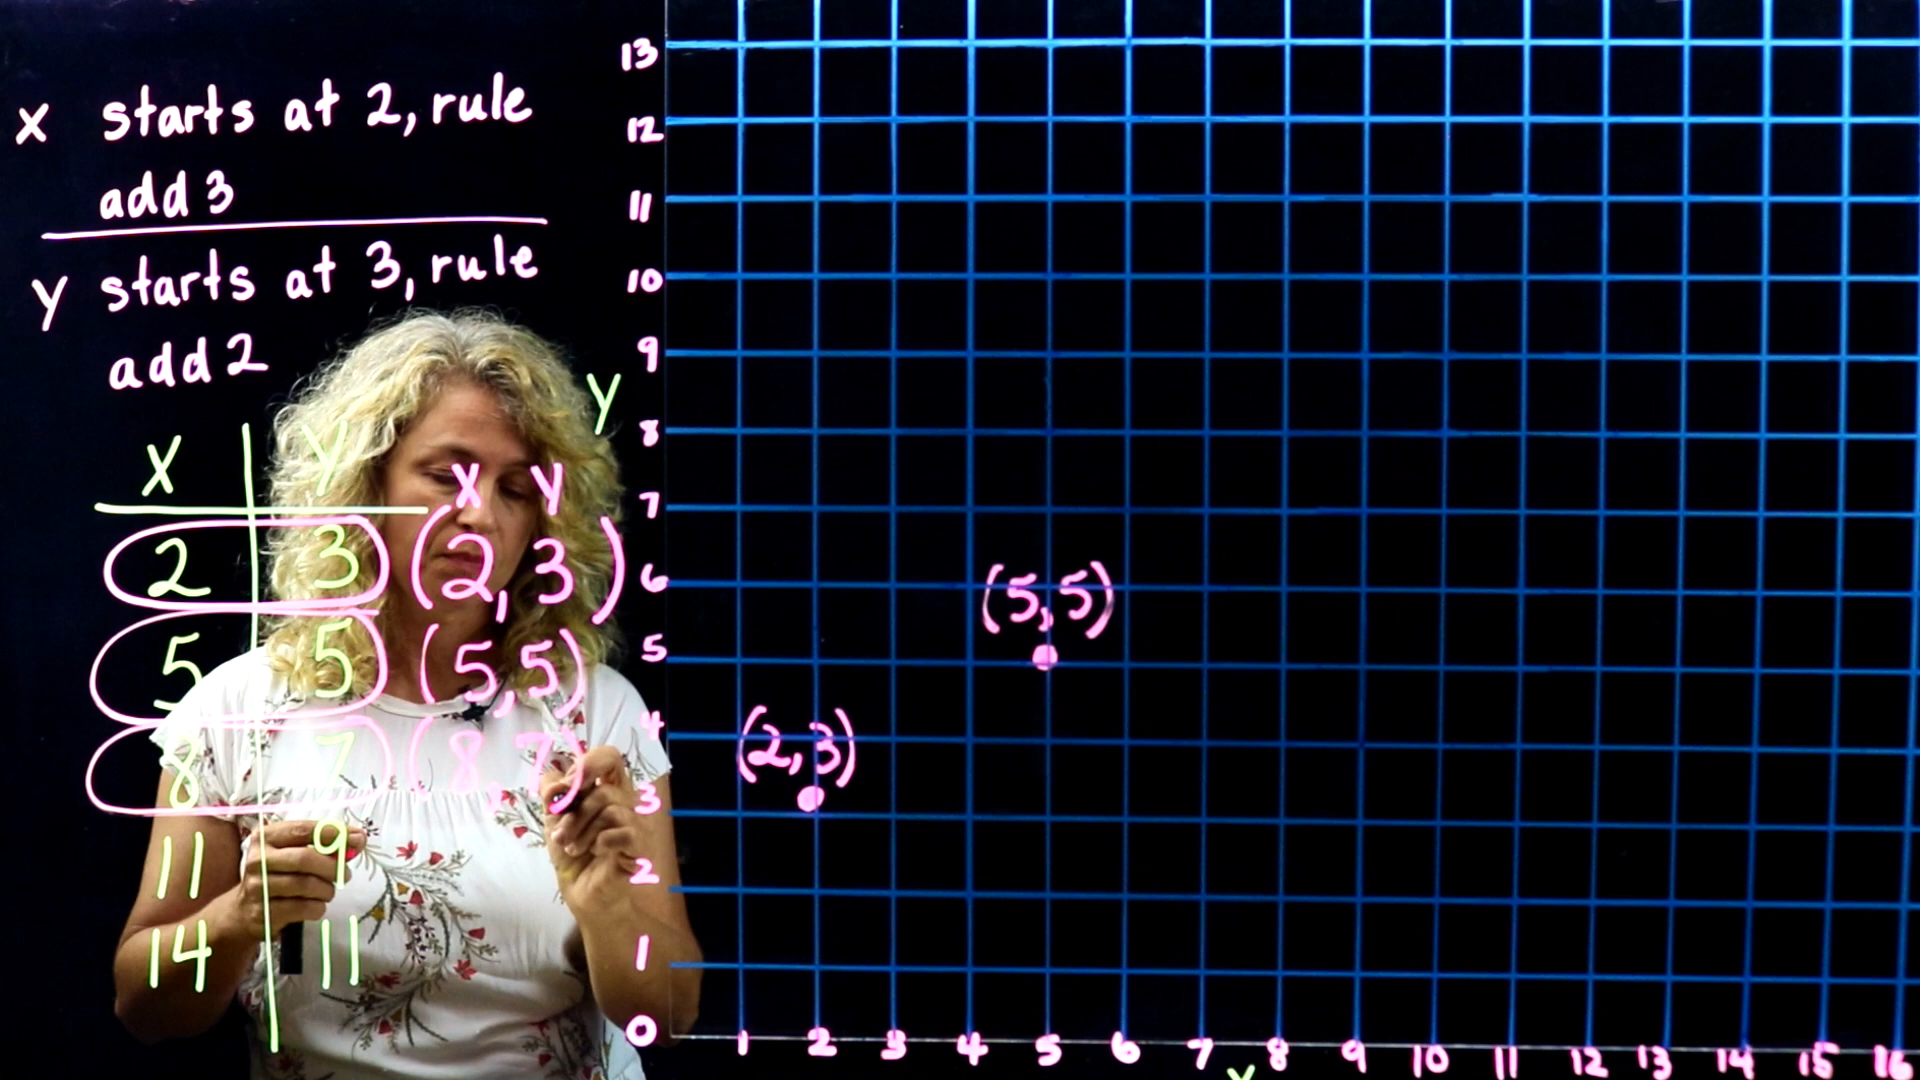 X starts at 2, rule
add 3
Y starts at 3, rule
add 2
X Y
2 3
5 5
8 7
11 9
14 11
X Y
(2,3)
(5,5)
(8,7)
Y
13
12
11
10
9
8
7
6
5
4
3
2
1
0
(5,5)
(2,3)
1 2 3 4 5 6 7 8 9 10 11 12 13 14 15 16
X